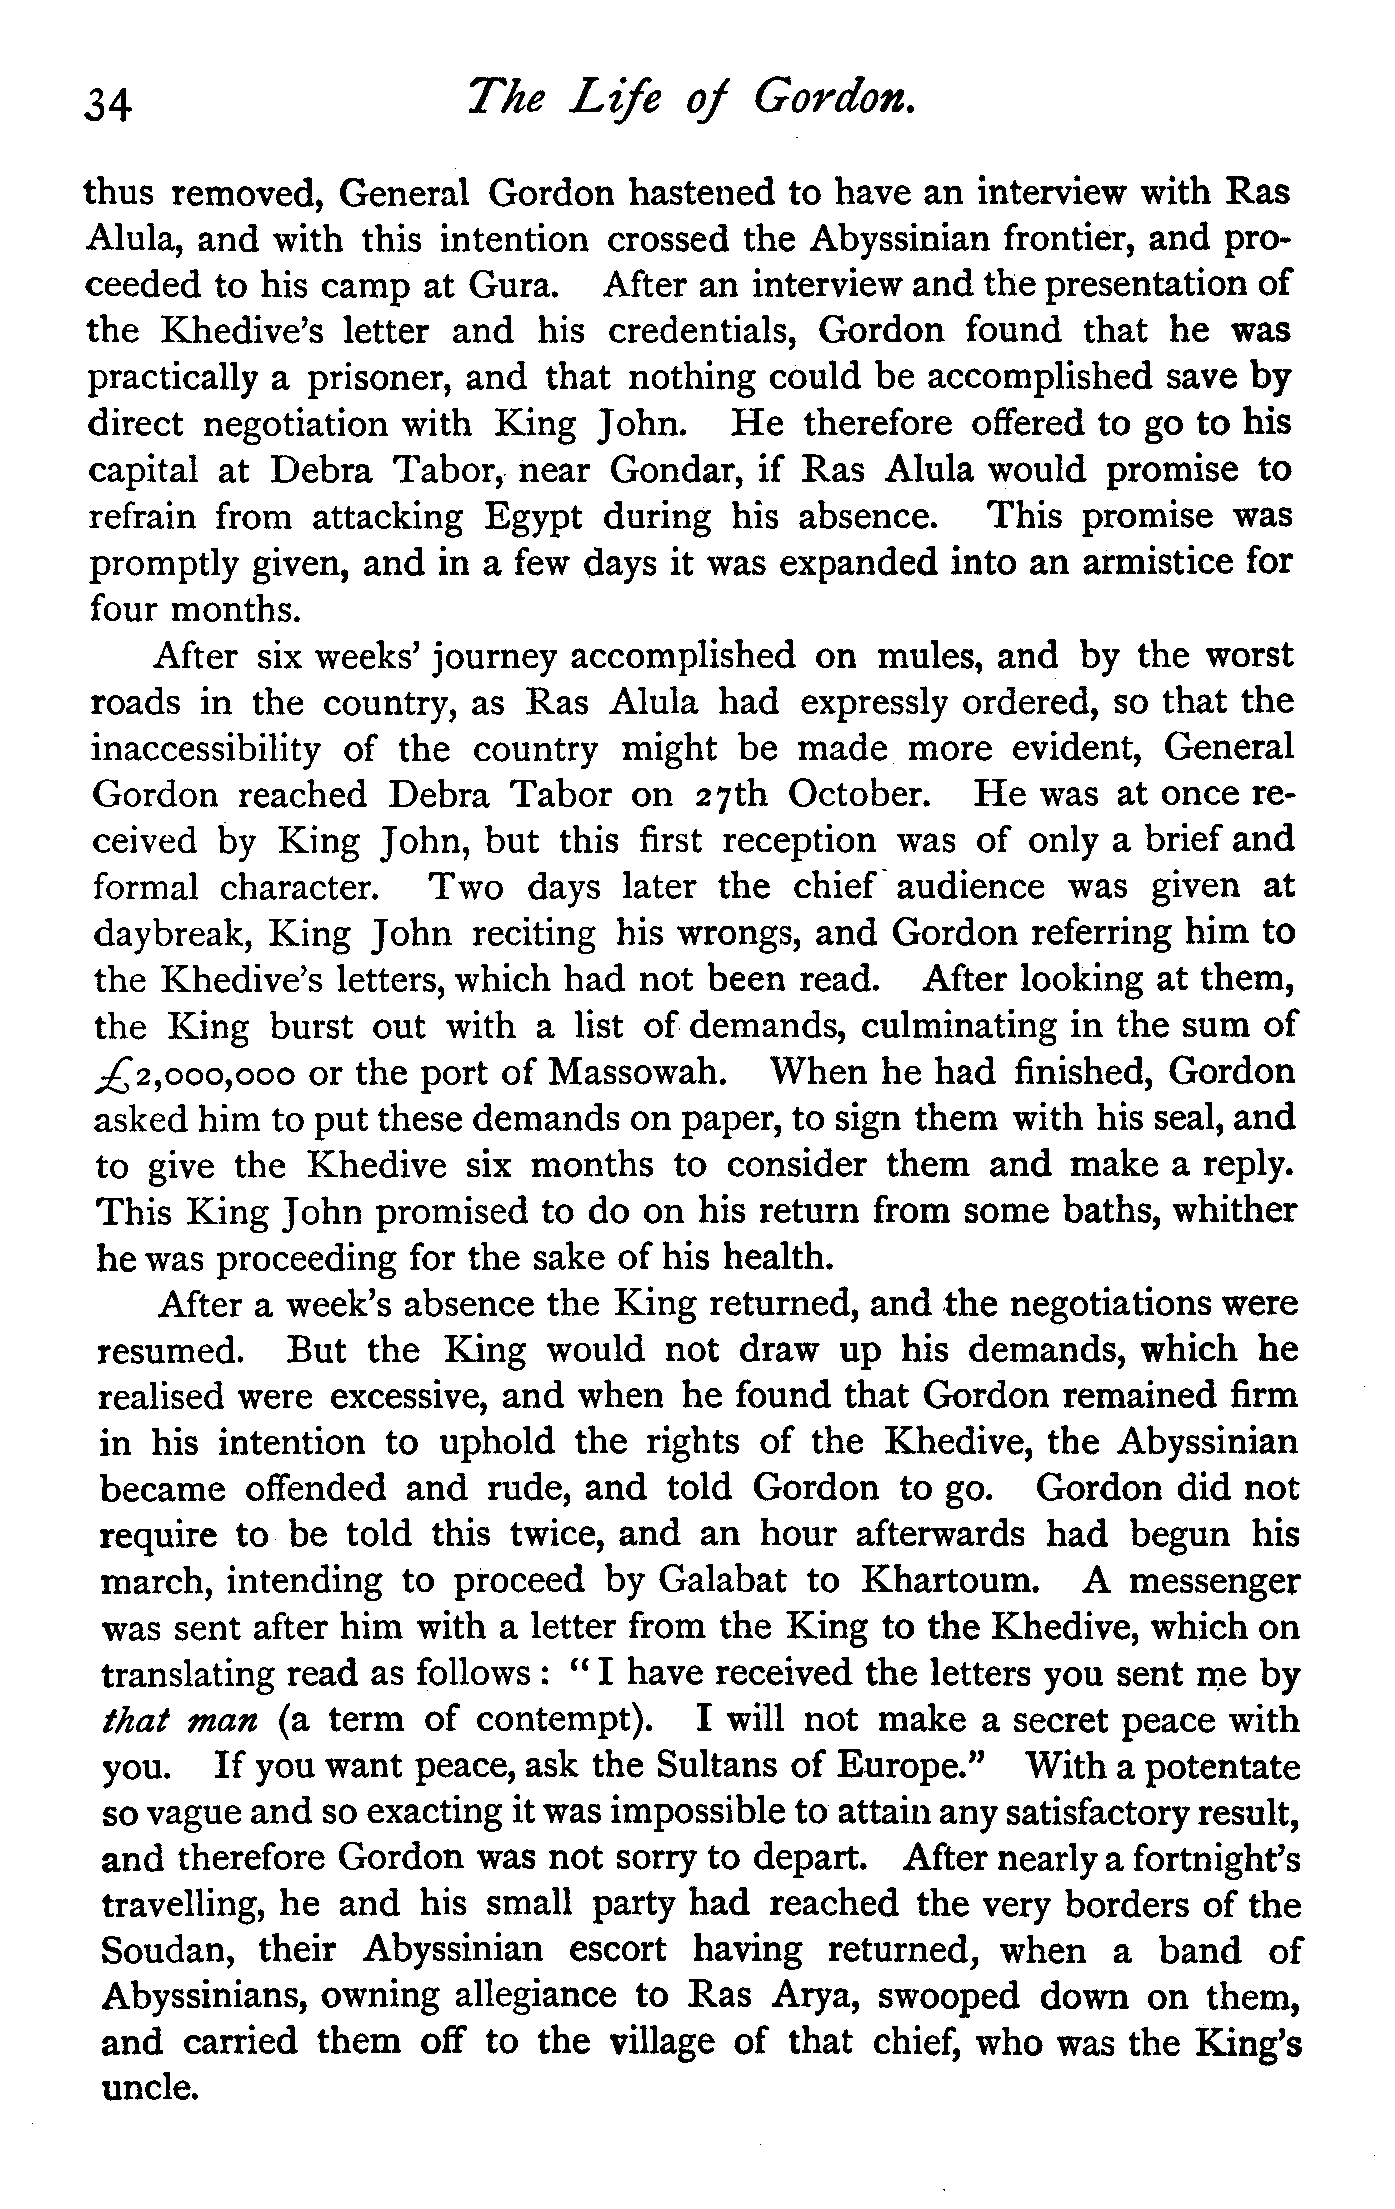 34 The Life of Gordon.
thus removed, General Gordon hastened to have an interview with Ras
Alula, and with this intention crossed the Abyssinian frontier, and pro-
ceeded to his camp at Gura. After an interview and the presentation of
the Khedive's letter and his credentials, Gordon found that he was
practically a prisoner, and that nothing could be accomplished save by
direct negotiation with King John. He therefore offered to go to his
capital at Debra Tabor, near Gondar, if Ras Alula would promise to
refrain from attacking Egypt during his absence. This promise was
promptly given, and in a few days it was expanded into an armistice for
four months.
After six weeks' journey accomplished on mules, and by the worst
roads in the country, as Ras Alula had expressly ordered, so that the
inaccessibility of the country might be made more evident, General
Gordon reached Debra Tabor on 27th October. He was at once re-
ceived by King John, but this first reception was of only a brief and
formal character. Two days later the chief audience was given at
daybreak, King John reciting his wrongs, and Gordon referring him to
the Khedive's letters, which had not been read. After looking at them,
the King burst out with a list of demands, culminating in the sum of
£2,000,000 or the port of Massowah. When he had finished, Gordon
asked him to put these demands on paper, to sign them with his seal, and
to give the Khedive six months to consider them and make a reply.
This King John promised to do on his return from some baths, whither
he was proceeding for the sake of his health.
After a week's absence the King returned, and the negotiations were
resumed. But the King would not draw up his demands, which he
realised were excessive, and when he found that Gordon remained firm
in his intention to uphold the rights of the Khedive, the Abyssinian
became offended and rude, and told Gordon to go. Gordon did not
require to be told this twice, and an hour afterwards had begun his
march, intending to proceed by Galabat to Khartoum. A messenger
was sent after him with a letter from the King to the Khedive, which on
translating read as follows: "I have received the letters you sent me by
that man (a term of contempt). I will not make a secret peace with
you. If you want peace, ask the Sultans of Europe." With a potentate
so vague and so exacting it was impossible to attain any satisfactory result,
and therefore Gordon was not sorry to depart. After nearly a fortnight's
travelling, he and his small party had reached the very borders of the
Soudan, their Abyssinian escort having returned, when a band of
Abyssinians, owning allegiance to Ras Arya, swooped down on them,
and carried them off to the village of that chief, who was the King's
uncle.